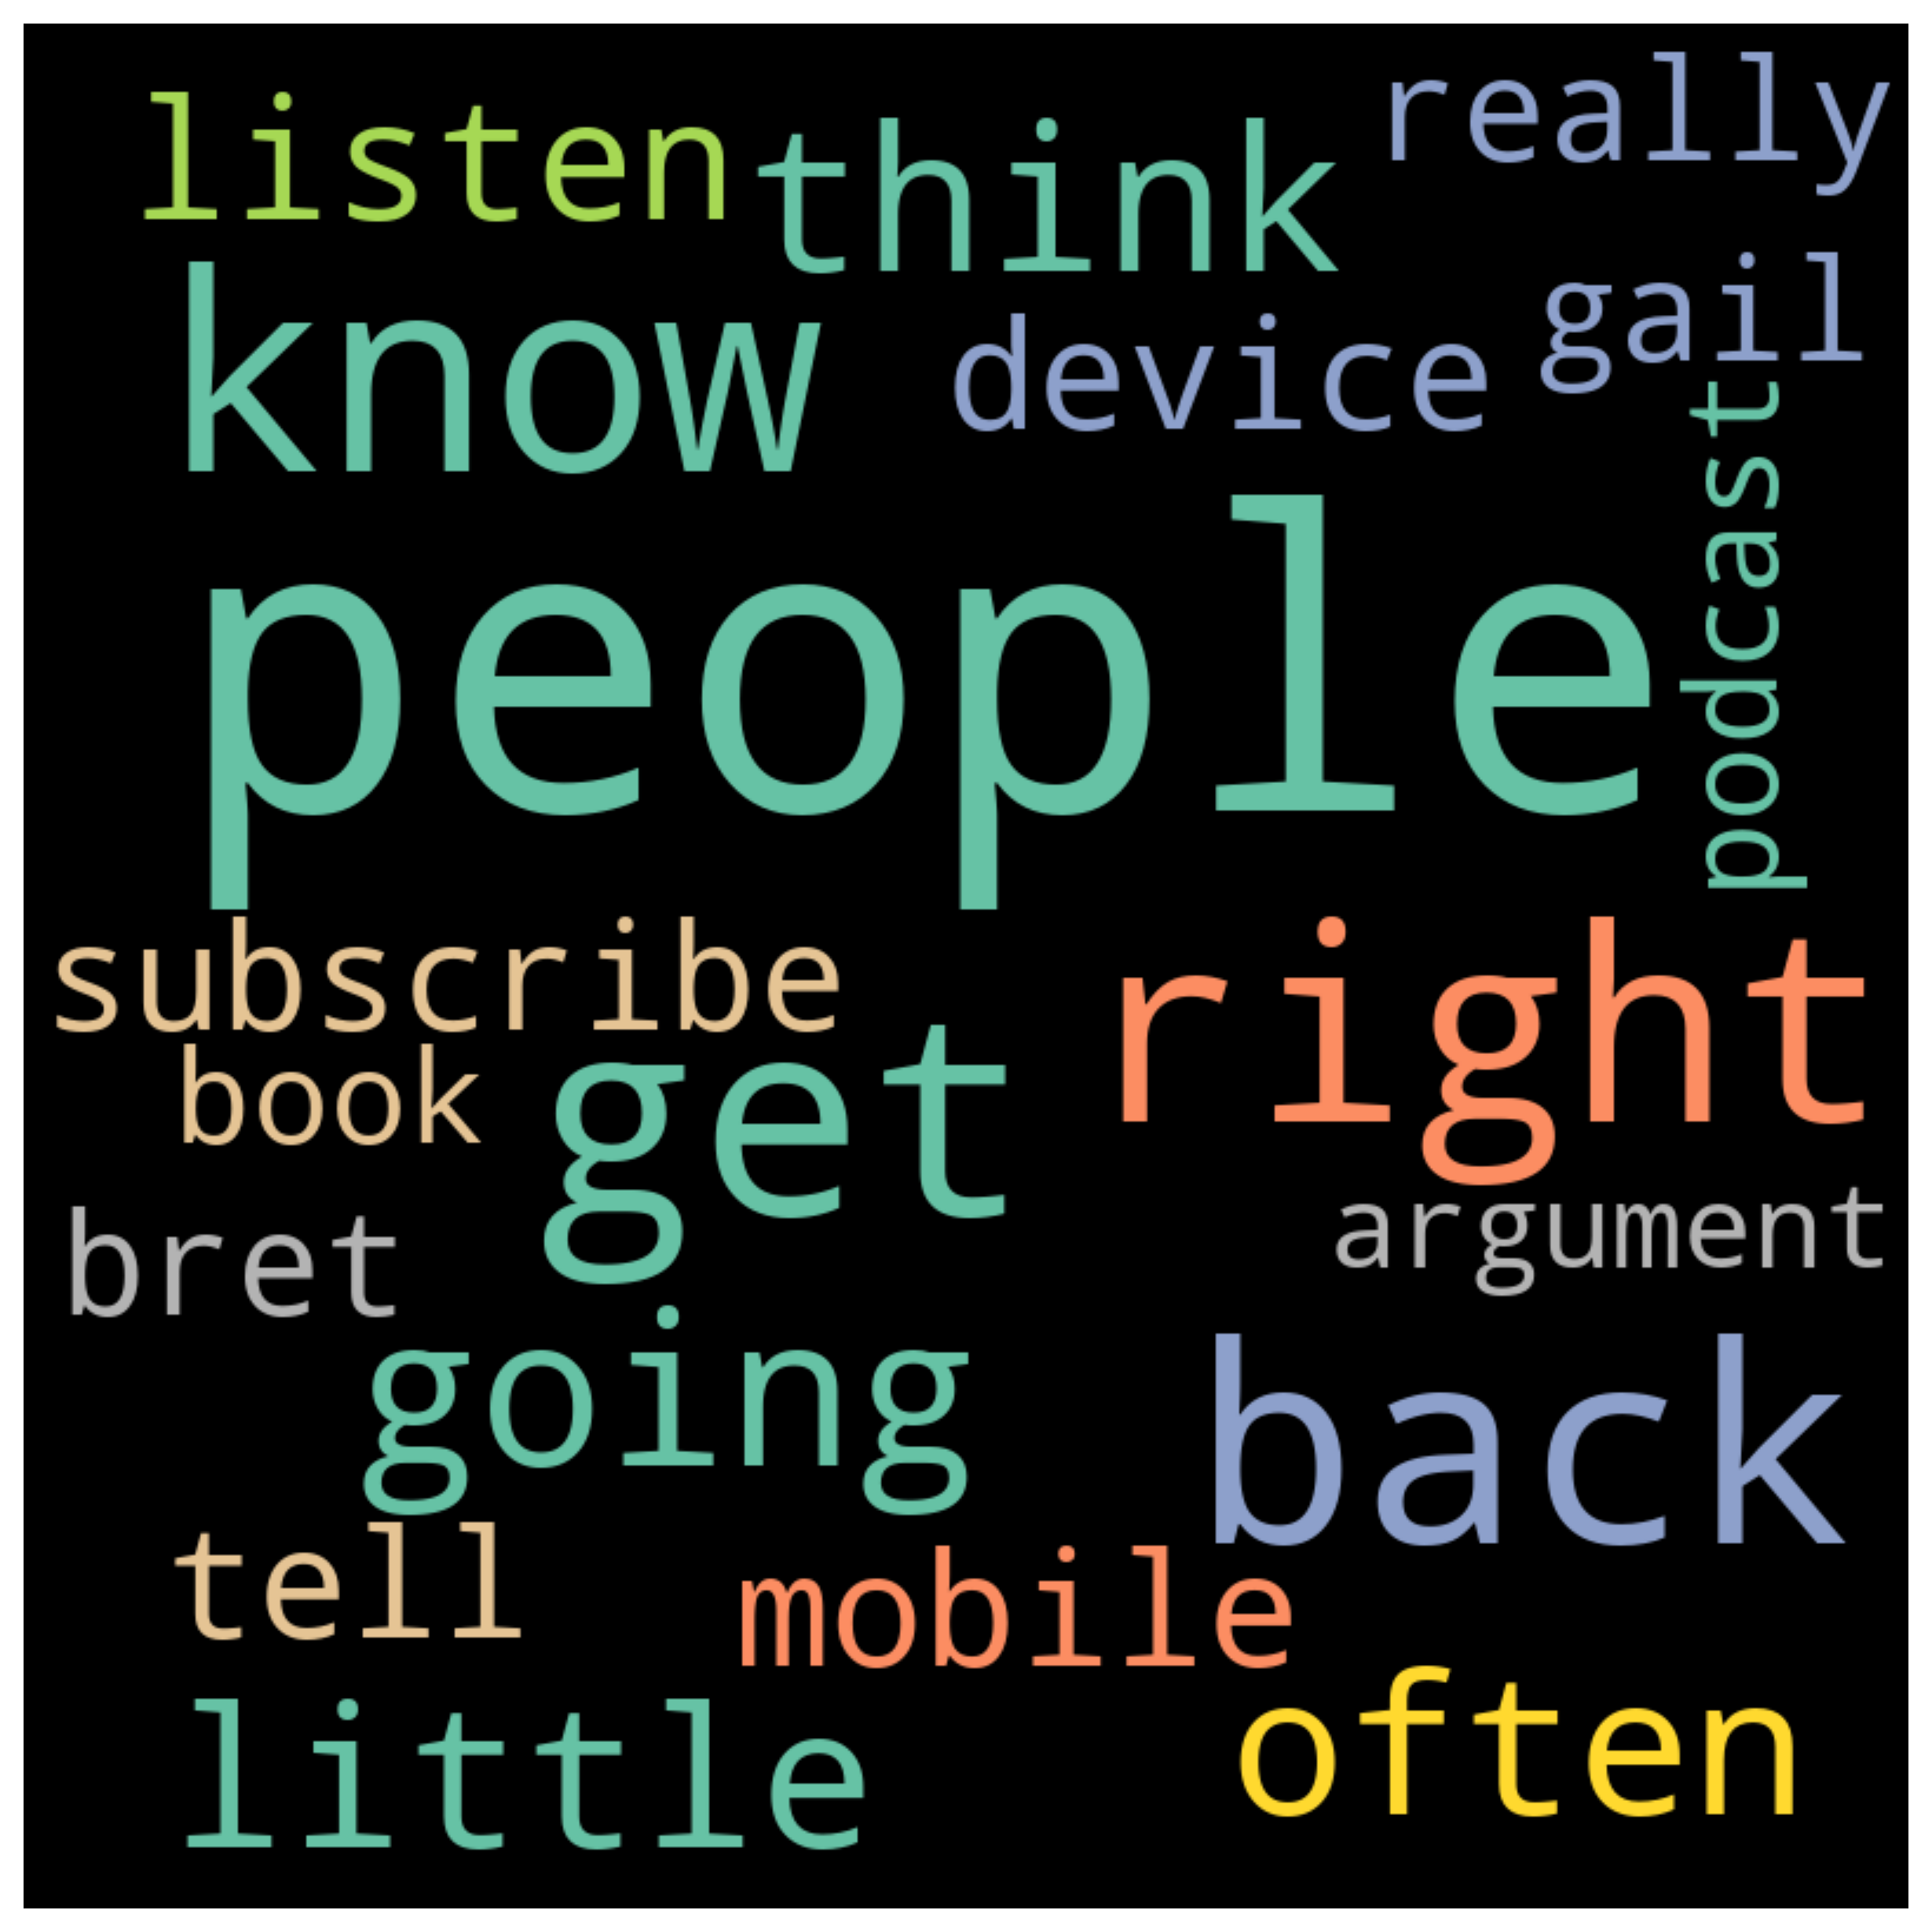 listen
think
really
know
device
gail
people
podcast
subscribe
right
book
get
bret
argument
going
back
tell
mobile
little
often